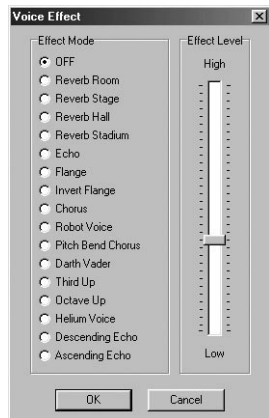 Voice Effect
Effect Mode
OFF
Reverb Room
Reverb Stage
Reverb Hall
Reverb Stadium
Echo
Flange
Invert Flange
Chorus
Robot Voice
Pitch Bend Chorus
Darth Vader
Third Up
Octave Up
Helium Voice
Descending Echo
Ascending Echo
Effect Level
High
Low
OK
Cancel